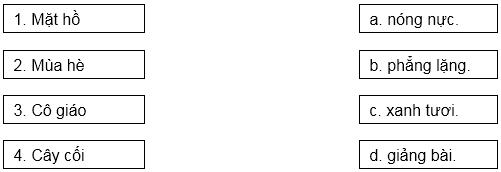 1. Mặt hồ
a. nóng nực.
2. Mùa hè
b. phẳng lặng.
3. Cô giáo
c. xanh tươi.
4. Cây cối
d. giảng bài.